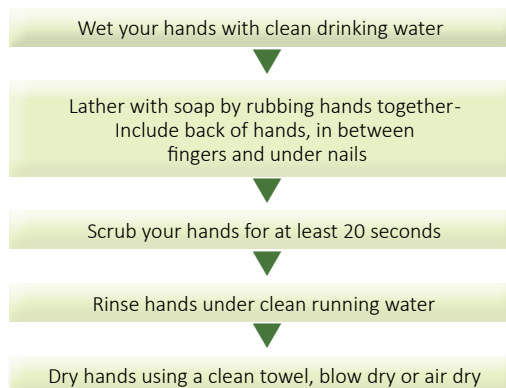 Wet your hands with clean drinking water
Lather with soap by rubbing hands together-
Include back of hands, in between
fingers and under nails
Scrub your hands for at least 20 seconds
Rinse hands under clean running water
Dry hands using a clean towel, blow dry or air dry